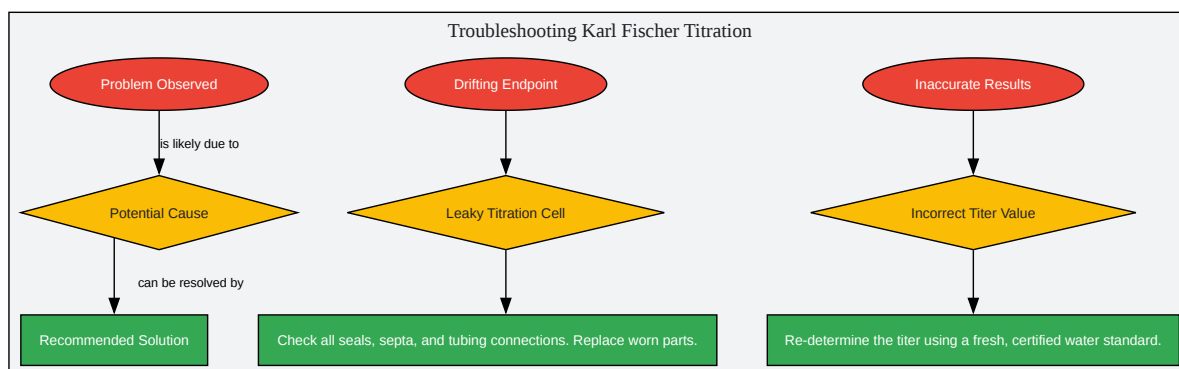 Troubleshooting Karl Fischer Titration
Problem Observed
Drifting Endpoint
Inaccurate Results
is likely due to
Potential Cause
Leaky Titration Cell
Incorrect Titer Value
can be resolved by
Recommended Solution
Check all seals, septa, and tubing connections. Replace worn parts.
Re-determine the titer using a fresh, certified water standard.